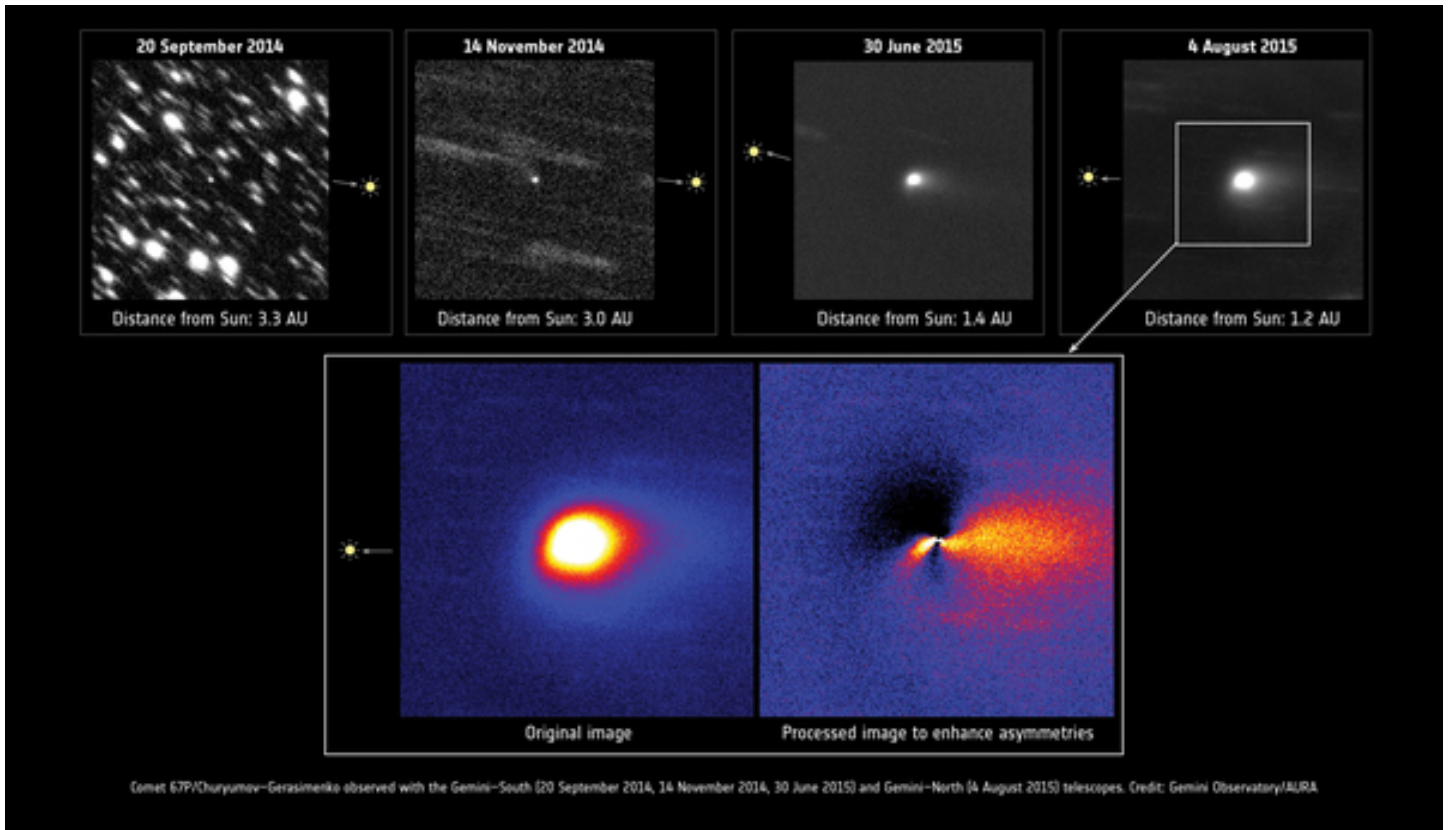 20 September 2014
14 November 2014
30 June 2015
4 August 2015
Distance from Sun: 3.3 AU
Distance from Sun: 3.0 AU
Distance from Sun: 1.4 AU
Distance from Sun: 1.2 AU
Original image
Processed image to enhance asymmetries
Comet 67P/Churyumov–Gerasimenko observed with the Gemini–South (20 September 2014, 14 November 2014, 30 June 2015) and Gemini–North (4 August 2015) telescopes. Credit: Gemini Observatory/AURA